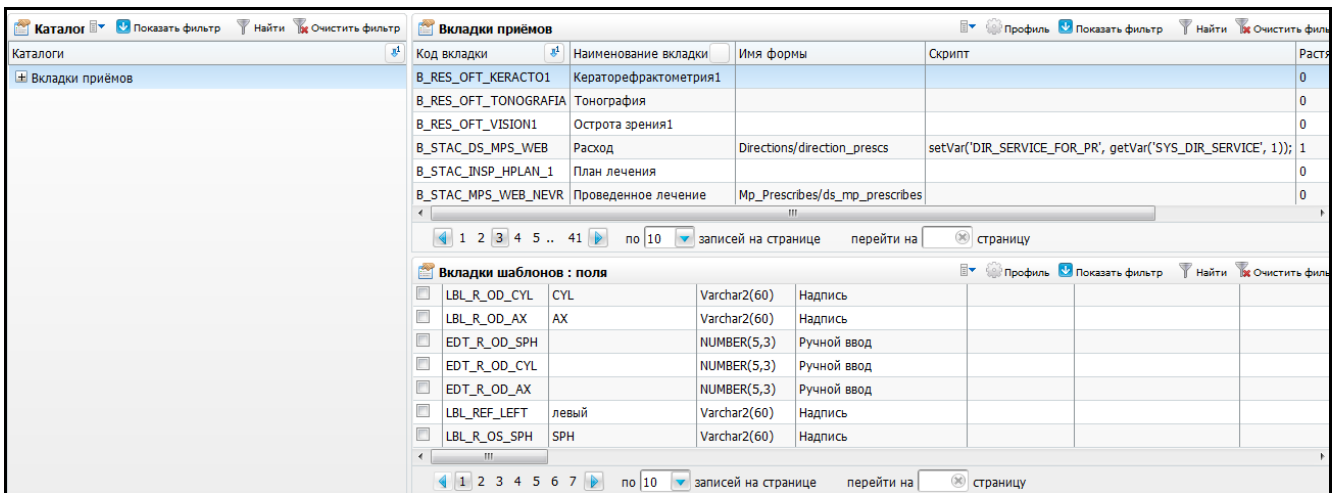 Каталог Показать фильтр Найти Очистить фильтр
Каталоги
Вкладки приёмов
Вкладки приёмов Профиль Показать фильтр Найти Очистить филь
Код вкладки Наименование вкладки Имя формы Скрипт Растя
B_RES_OFT_KERACTO1 Кераторефрактометрия1 0
B_RES_OFT_TONOGRAFIA Тонография 0
B_RES_OFT_VISION1 Острота зрения1 0
B_STAC_DS_MPS_WEB Расход Directions/direction_prescs setVar('DIR_SERVICE_FOR_PR', getVar('SYS_DIR_SERVICE', 1)); 1
B_STAC_INSP_HPLAN_1 План лечения 0
B_STAC_MPS_WEB_NEVR Проведенное лечение Mp_Prescribes/ds_mp_prescribes 0
1 2 3 4 5 .. 41 по 10 записей на странице перейти на страницу
Вкладки шаблонов : поля Профиль Показать фильтр Найти Очистить филь
LBL_R_OD_CYL CYL Varchar2(60) Надпись
LBL_R_OD_AX AX Varchar2(60) Надпись
EDT_R_OD_SPH NUMBER(5,3) Ручной ввод
EDT_R_OD_CYL NUMBER(5,3) Ручной ввод
EDT_R_OD_AX NUMBER(5,3) Ручной ввод
LBL_REF_LEFT левый Varchar2(60) Надпись
LBL_R_OS_SPH SPH Varchar2(60) Надпись
1 2 3 4 5 6 7 по 10 записей на странице перейти на страницу